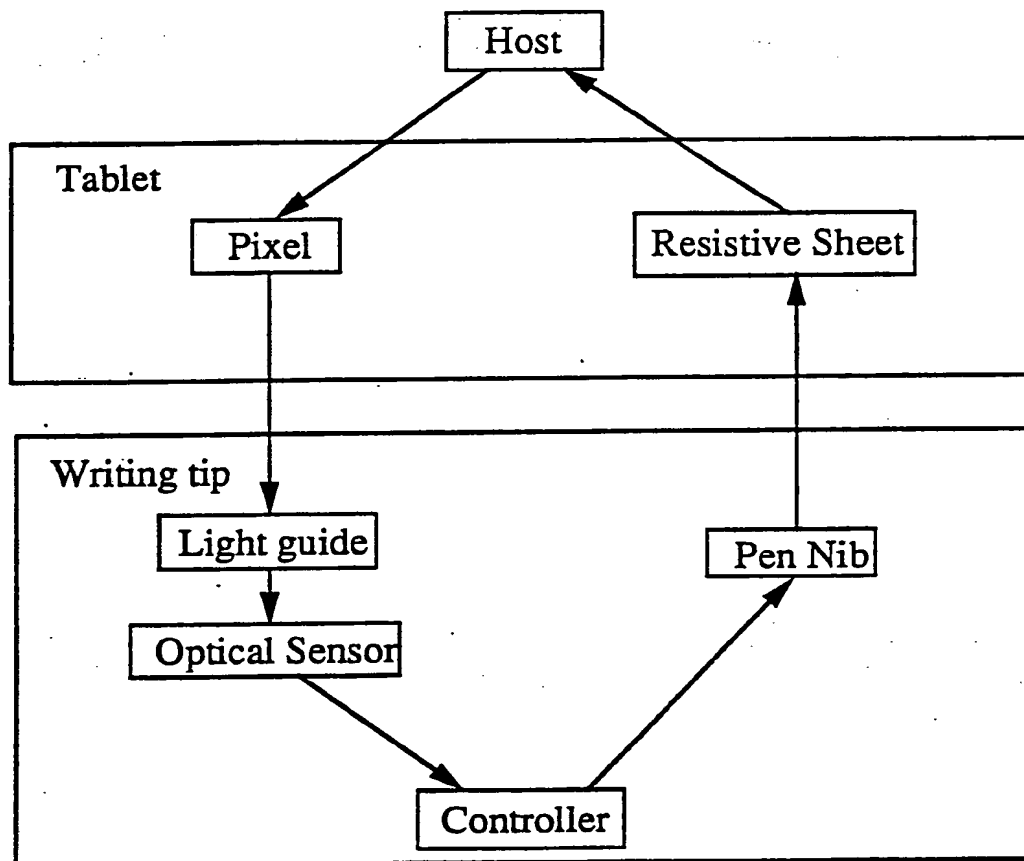 Host
Tablet
Pixel
Resistive Sheet
Writing tip
Light guide
Pen Nib
Optical Sensor
Controller